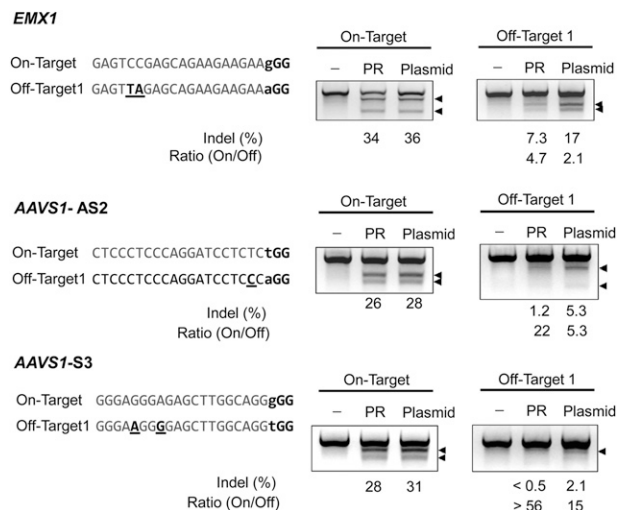 EMX1
On-Target Off-Target 1
On-Target GAGTCCGAGCAGAAGAAGAAgGG
– PR Plasmid – PR Plasmid
Off-Target1 GAGTTAGAGCAGAAGAAGAAaGG
Indel (%) 34 36 7.3 17
Ratio (On/Off) 4.7 2.1
AAVS1- AS2
On-Target Off-Target 1
– PR Plasmid – PR Plasmid
On-Target CTCCCTCCCAGGATCCTCTCtGG
Off-Target1 CTCCCTCCCAGGATCCTCCCaGG
Indel (%) 26 28 1.2 5.3
Ratio (On/Off) 22 5.3
AAVS1-S3
On-Target Off-Target 1
On-Target GGGAGGGAGAGCTTGGCAGGgGG
– PR Plasmid – PR Plasmid
Off-Target1 GGGAAGGGGAGCTTGGCAGGtGG
Indel (%) 28 31 < 0.5 2.1
Ratio (On/Off) > 56 15